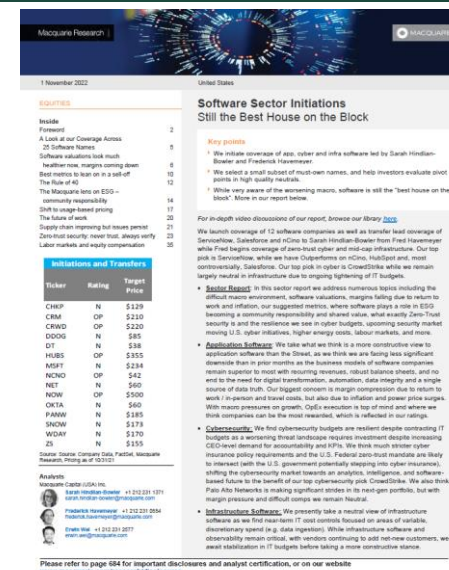 Macquarie Research |
MACQUARIE
1 November 2022
United States
EQUITIES
Inside
Foreword 2
A Look at our Coverage Across
25 Software Names 5
Software valuations look much
healthier now, margins coming down 6
Best metrics to lean on in a sell-off 10
The Rule of 40 12
The Macquarie lens on ESG –
community responsibility 14
Shift to usage-based pricing 17
The future of work 20
Supply chain improving but issues persist 21
Zero-trust security: never trust, always verify 23
Labor markets and equity compensation 35
Initiations and Transfers
Ticker Rating Target Price
CHKP N $129
CRM OP $210
CRWD OP $220
DDOG N $85
DT N $38
HUBS OP $355
MSFT N $234
NCNO OP $42
NET N $60
NOW OP $500
OKTA N $60
PANW N $185
SNOW N $173
WDAY N $170
ZS N $155
Source: Source: Company Data, FactSet, Macquarie
Research, Pricing as of 10/31/21
Analysts
Macquarie Capital (USA) Inc.
Sarah Hindlian-Bowler +1 212 231 1371
sarah.hindlian-bowler@macquarie.com
Frederick Havemeyer +1 212 231 0554
frederick.havemeyer@macquarie.com
+1 212 231 2577
Software Sector Initiations
Still the Best House on the Block
Key points
We initiate coverage of app, cyber and infra software led by Sarah Hindlian-
Bowler and Frederick Havemeyer.
We select a small subset of must-own names, and help investors evaluate pivot
points in high quality neutrals.
While very aware of the worsening macro, software is still the "best house on the
block". More in our report below.
For in-depth video discussions of our report, browse our library here.
We launch coverage of 12 software companies as well as transfer lead coverage of
ServiceNow, Salesforce and nCino to Sarah Hindlian-Bowler from Fred Havemeyer
while Fred begins coverage of zero-trust cyber and mid-cap infrastructure. Our top
pick is ServiceNow, while we have Outperforms on nCino, HubSpot and, most
controversially, Salesforce. Our top pick in cyber is CrowdStrike while we remain
largely neutral in infrastructure due to ongoing tightening of IT budgets.
• Sector Report: In this sector report we address numerous topics including the
difficult macro environment, software valuations, margins falling due to return to
work and inflation, our suggested metrics, where software plays a role in ESG
becoming a community responsibility and shared value, what exactly Zero-Trust
security is and the resilience we see in cyber budgets, upcoming security market
moving U.S. cyber initiatives, higher energy costs, labour markets, and more.
• Application Software: We take what we think is a more constructive view to
application software than the Street, as we think we are facing less significant
downside than in prior months as the business models of software companies
remain superior to most with recurring revenues, robust balance sheets, and no
end to the need for digital transformation, automation, data integrity and a single
source of data truth. Our biggest concern is margin compression due to return to
work / in-person and travel costs, but also due to inflation and power price surges.
With macro pressures on growth, OpEx execution is top of mind and where we
think companies can be the most rewarded, which is reflected in our ratings.
• Cybersecurity: We find cybersecurity budgets are resilient despite contracting IT
budgets as a worsening threat landscape requires investment despite increasing
CEO-level demand for accountability and KPIs. We think much stricter cyber
insurance policy requirements and the U.S. Federal zero-trust mandate are likely
to intersect (with the U.S. government potentially stepping into cyber insurance),
shifting the cybersecurity market towards an analytics, intelligence, and software-
based future to the benefit of our top cybersecurity pick CrowdStrike. We also think
Palo Alto Networks is making significant strides in its next-gen portfolio, but with
margin pressure and difficult comps we remain Neutral.
• Infrastructure Software: We presently take a neutral view of infrastructure
software as we find near-term IT cost controls focused on areas of variable,
discretionary spend (e.g. data ingestion). While infrastructure software and
observability remain critical, with vendors continuing to add net-new customers, we
await stabilization in IT budgets before taking a more constructive stance.
Please refer to page 684 for important disclosures and analyst certification, or on our website